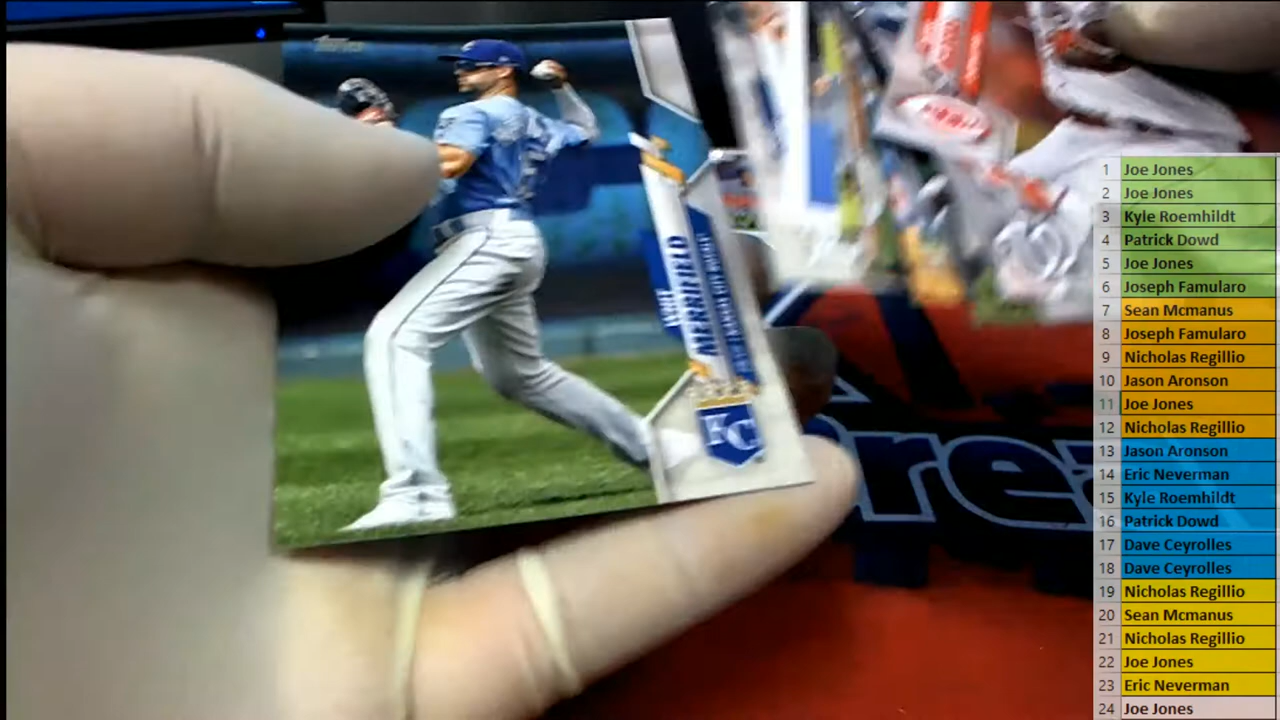 Topps
WHIT
MERRIFIELD
KC
rea
1 Joe Jones
2 Joe Jones
3 Kyle Roemhildt
4 Patrick Dowd
5 Joe Jones
6 Joseph Famularo
7 Sean Mcmanus
8 Joseph Famularo
9 Nicholas Regillio
10 Jason Aronson
11 Joe Jones
12 Nicholas Regillio
13 Jason Aronson
14 Eric Neverman
15 Kyle Roemhildt
16 Patrick Dowd
17 Dave Ceyrolles
18 Dave Ceyrolles
19 Nicholas Regillio
20 Sean Mcmanus
21 Nicholas Regillio
22 Joe Jones
23 Eric Neverman
24 Joe Jones